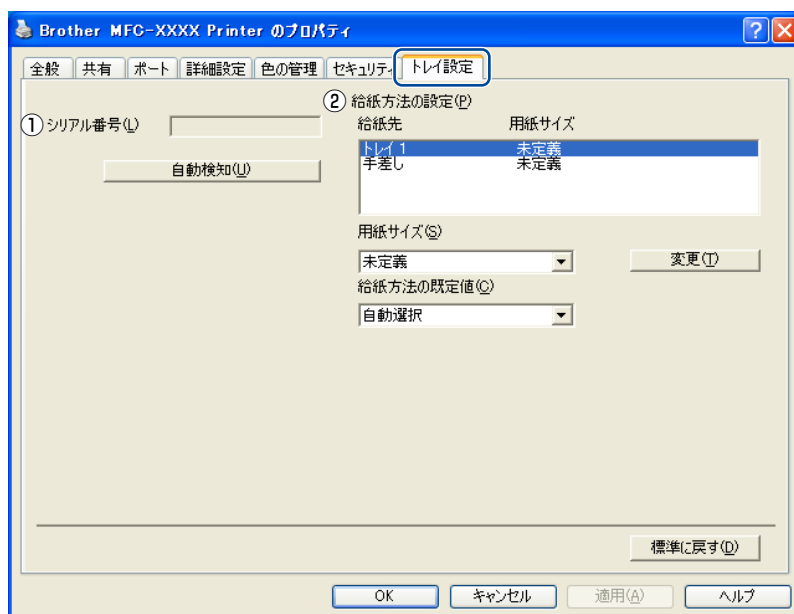 Brother MFC-XXXX Printer のプロパティ
全般 共有 ポート 詳細設定 色の管理 セキュリティ トレイ設定
② 給紙方法の設定(P)
① シリアル番号(L)
給紙先 用紙サイズ
トレイ 1 未定義
手差し 未定義
自動検知(U)
用紙サイズ(S)
未定義 変更(T)
給紙方法の既定値(C)
自動選択
標準に戻す(D)
OK キャンセル 適用(A) ヘルプ